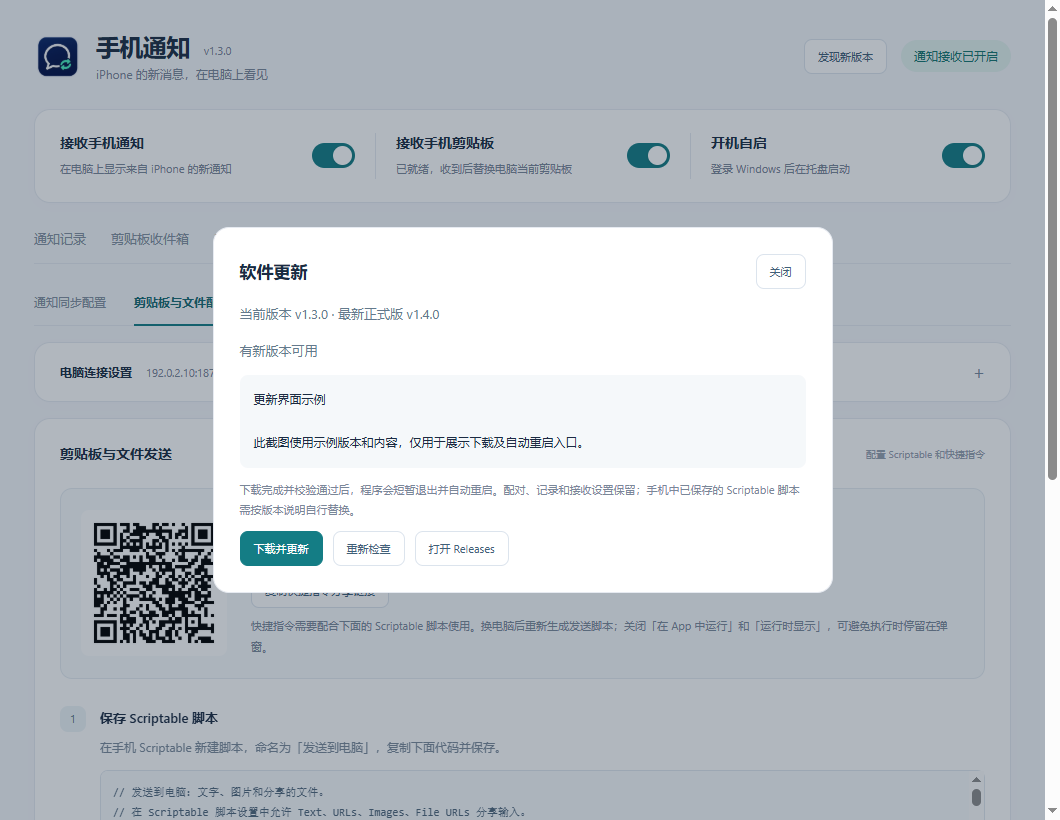 手机通知 v1.3.0
iPhone 的新消息，在电脑上看见
发现新版本
通知接收已开启
接收手机通知
在电脑上显示来自 iPhone 的新通知
接收手机剪贴板
已就绪，收到后替换电脑当前剪贴板
开机自启
登录 Windows 后在托盘启动
通知记录
剪贴板收件箱
通知同步配置
剪贴板与文件
电脑连接设置
192.0.2.10:187
+
软件更新
关闭
当前版本 v1.3.0 · 最新正式版 v1.4.0
有新版本可用
更新界面示例
此截图使用示例版本和内容，仅用于展示下载及自动重启入口。
下载完成并校验通过后，程序会短暂退出并自动重启。配对、记录和接收设置保留；手机中已保存的 Scriptable 脚本
需按版本说明自行替换。
下载并更新
重新检查
打开 Releases
剪贴板与文件发送
配置 Scriptable 和快捷指令
快捷指令需要配合下面的 Scriptable 脚本使用。换电脑后重新生成发送脚本；关闭「在 App 中运行」和「运行时显示」，可避免执行时停留在弹
窗。
1
保存 Scriptable 脚本
在手机 Scriptable 新建脚本，命名为「发送到电脑」，复制下面代码并保存。
// 发送到电脑：文字、图片和分享的文件。
// 在 Scriptable 脚本设置中允许 Text、URLs、Images、File URLs 分享输入。